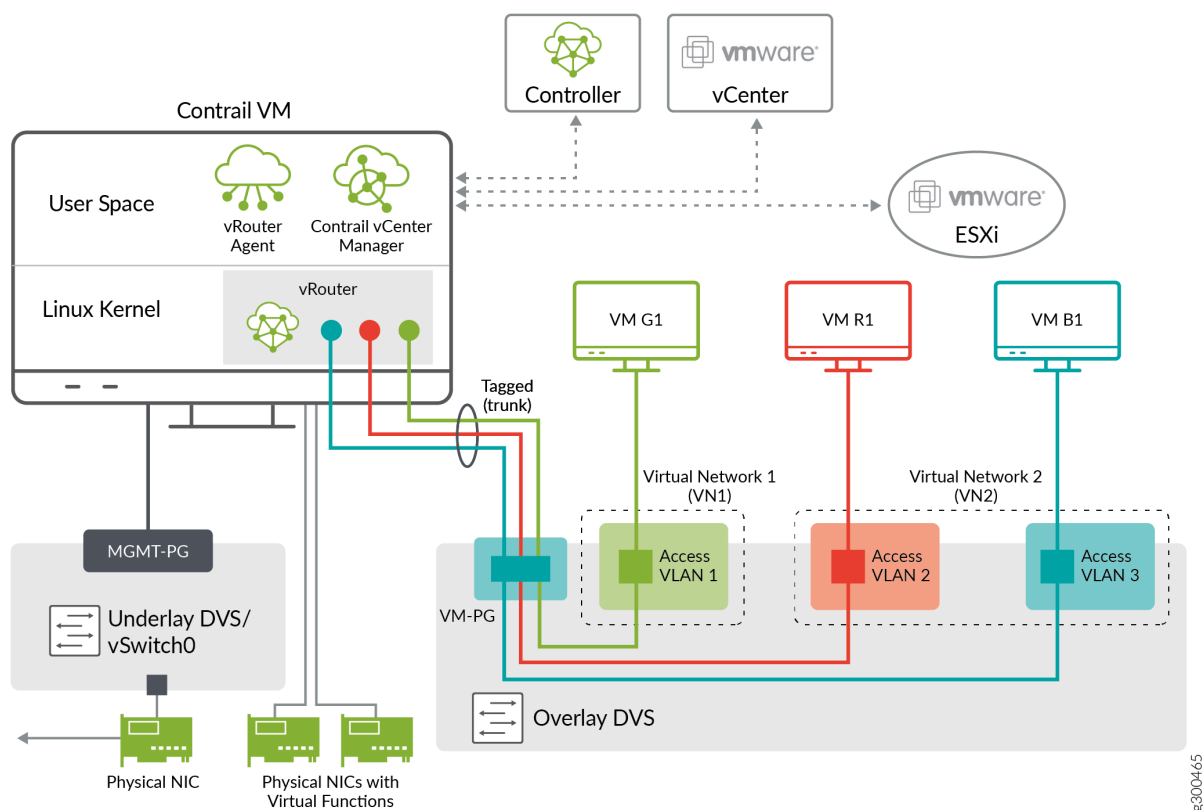 Controller
vmware®
vCenter
Contrail VM
User Space
vRouter
Agent
Contrail vCenter
Manager
vmware®
ESXi
Linux Kernel
vRouter
VM G1
VM R1
VM B1
Tagged
(trunk)
Virtual Network 1
(VN1)
Virtual Network 2
(VN2)
MGMT-PG
Access
VLAN 1
Access
VLAN 2
Access
VLAN 3
VM-PG
Underlay DVS/
vSwitch0
Overlay DVS
Physical NIC
Physical NICs with
Virtual Functions
g300465